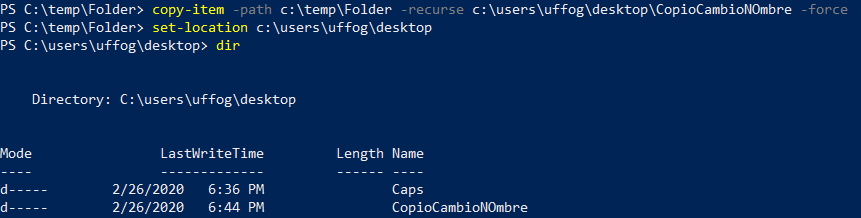 PS C:\temp\Folder> copy-item -path c:\temp\Folder -recurse c:\users\uffog\desktop\CopioCambioNOmbre -force
PS C:\temp\Folder> set-location c:\users\uffog\desktop
PS C:\users\uffog\desktop> dir
Directory: C:\users\uffog\desktop
Mode LastWriteTime Length Name
---- ------------- ------ ----
d----- 2/26/2020 6:36 PM Caps
d----- 2/26/2020 6:44 PM CopioCambioNOmbre